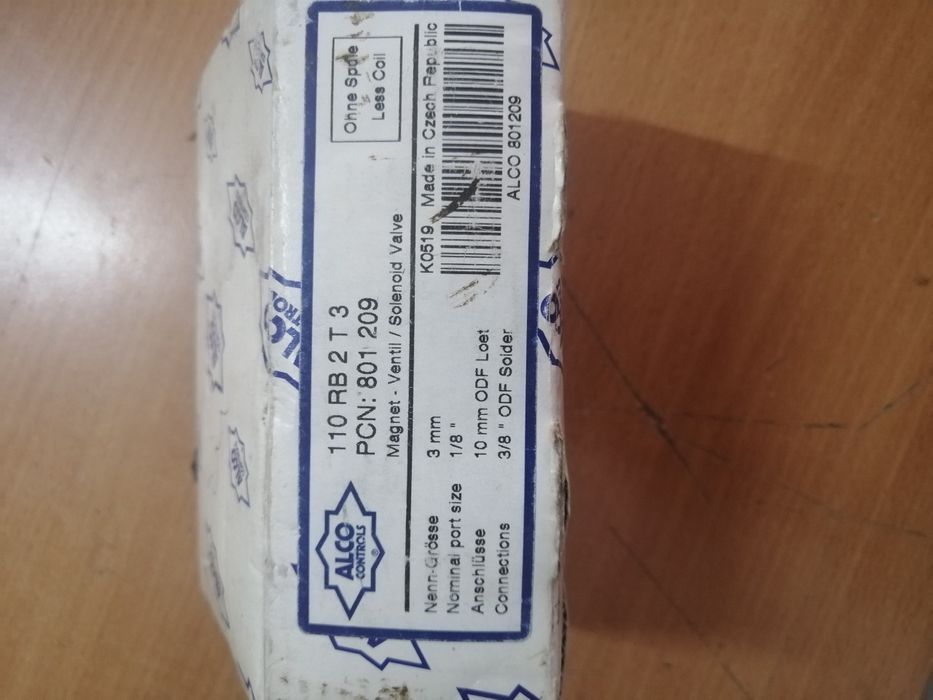 Ohne Spule
Less Coil
110 RB 2 T 3
PCN: 801 209
Magnet - Ventil / Solenoid Valve
ALCO
CONTROLS
®
K0519 Made in Czech Republic
ALCO 801209
Nenn-Grösse 3 mm
Nominal port size 1/8 "
Anschlüsse 10 mm ODF Loet
Connections 3/8 " ODF Solder